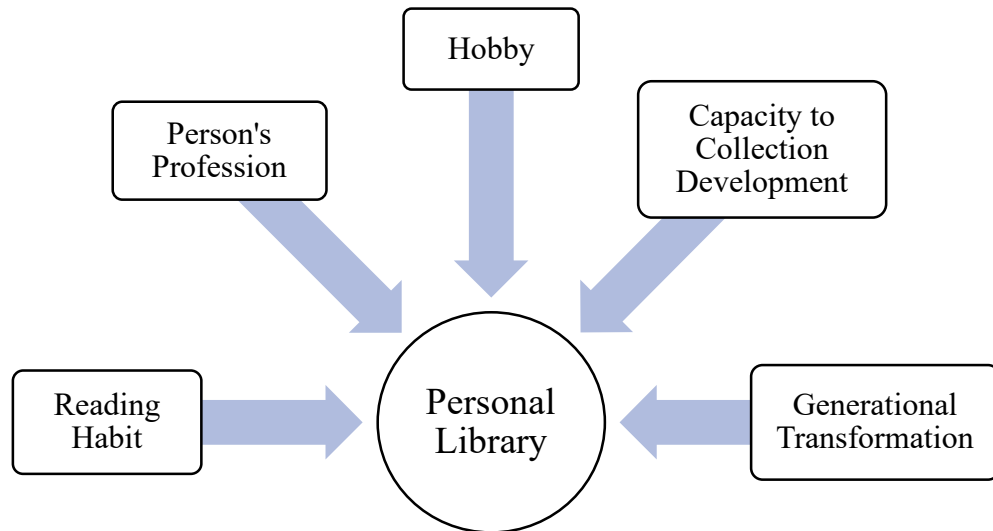 Hobby
Person's
Profession
Capacity to
Collection
Development
Reading
Habit
Personal
Library
Generational
Transformation